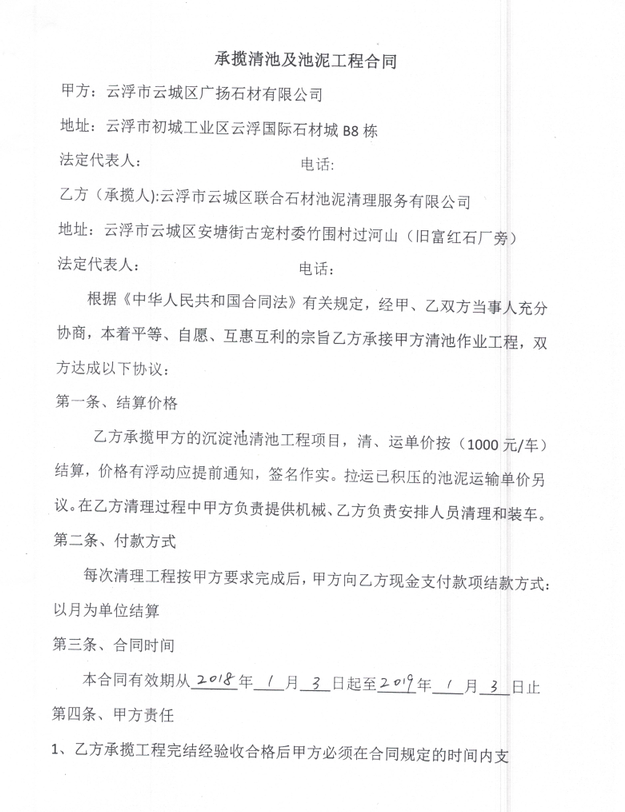 承揽清池及池泥工程合同
甲方：云浮市云城区广扬石材有限公司
地址：云浮市初城工业区云浮国际石材城 B8 栋
法定代表人： 电话:
乙方（承揽人):云浮市云城区联合石材池泥清理服务有限公司
地址：云浮市云城区安塘街古宠村委竹围村过河山（旧富红石厂旁）
法定代表人： 电话：
根据《中华人民共和国合同法》有关规定，经甲、乙双方当事人充分
协商，本着平等、自愿、互惠互利的宗旨乙方承接甲方清池作业工程，双
方达成以下协议：
第一条、结算价格
乙方承揽甲方的沉淀池清池工程项目，清、运单价按（1000 元/车）
结算，价格有浮动应提前通知，签名作实。拉运已积压的池泥运输单价另
议。在乙方清理过程中甲方负责提供机械、乙方负责安排人员清理和装车。
第二条、付款方式
每次清理工程按甲方要求完成后，甲方向乙方现金支付款项结款方式：
以月为单位结算
第三条、合同时间
本合同有效期从 2018 年 1 月 3 日起至 2019 年 1 月 3 日止
第四条、甲方责任
1、乙方承揽工程完结经验收合格后甲方必须在合同规定的时间内支